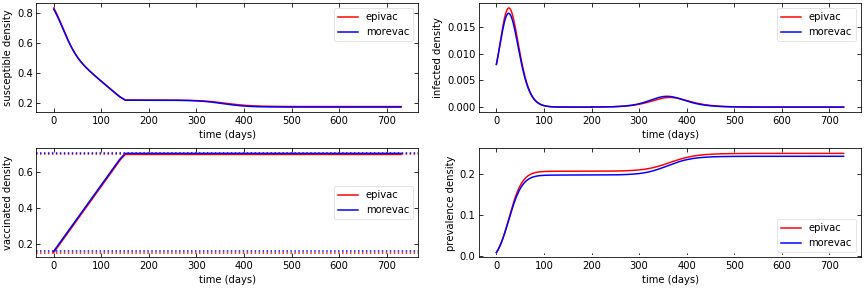 susceptible density
0.8
0.6
0.4
0.2
epivac
morevac
0 100 200 300 400 500 600 700
time (days)
infected density
0.015
0.010
0.005
0.000
epivac
morevac
0 100 200 300 400 500 600 700
time (days)
vaccinated density
0.6
0.4
0.2
epivac
morevac
0 100 200 300 400 500 600 700
time (days)
prevalence density
0.2
0.1
0.0
epivac
morevac
0 100 200 300 400 500 600 700
time (days)